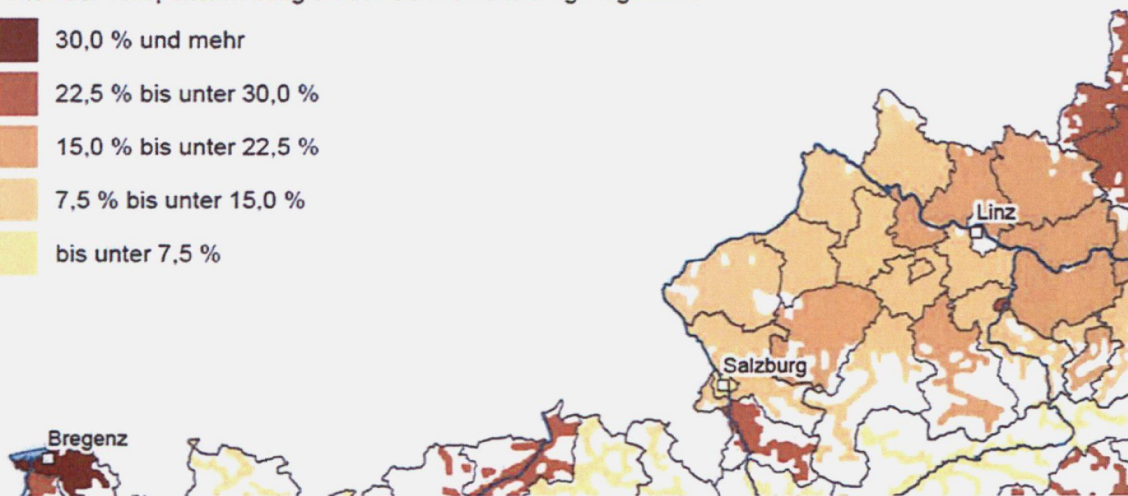 30,0 % und mehr
22,5 % bis unter 30,0 %
15,0 % bis unter 22,5 %
7,5 % bis unter 15,0 %
bis unter 7,5 %
Linz
Salzburg
Bregenz